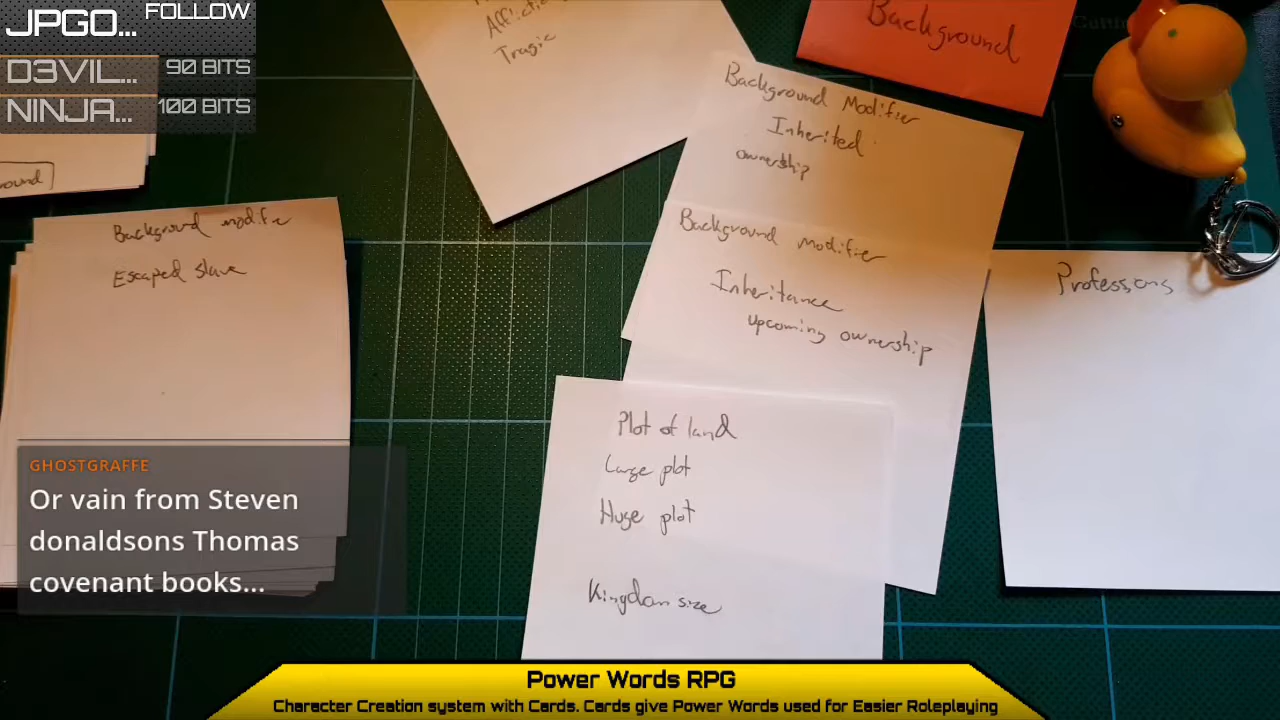 JPGO... FOLLOW
D3VIL... 90 BITS
NINJA... 100 BITS
Tragic
Background
Background Modifier
Inherited
ownership
ound
Background modifier
Escaped slave
Background modifier
Inheritance
upcoming ownership
Professions
Plot of land
Large plot
Huge plot
Kingdom size
GHOSTGRAFFE
Or vain from Steven
donaldsons Thomas
covenant books...
Power Words RPG
Character Creation system with Cards. Cards give Power Words used for Easier Roleplaying